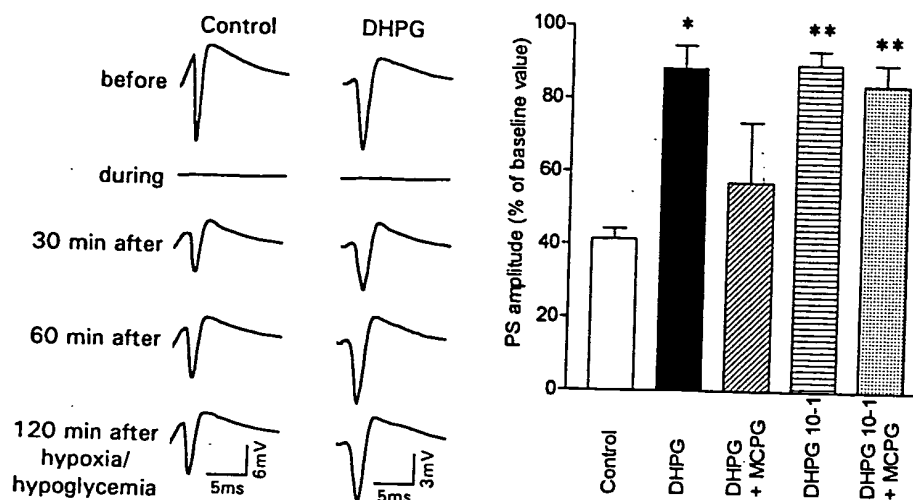 Control DHPG
before
during
30 min after
60 min after
120 min after
hypoxia/
hypoglycemia
5ms
6mV
5ms
3mV
PS amplitude (% of baseline value)
100
80
60
40
20
0
*
**
**
Control
DHPG
DHPG
+ MCPG
DHPG 10-1
DHPG 10-1
+ MCPG